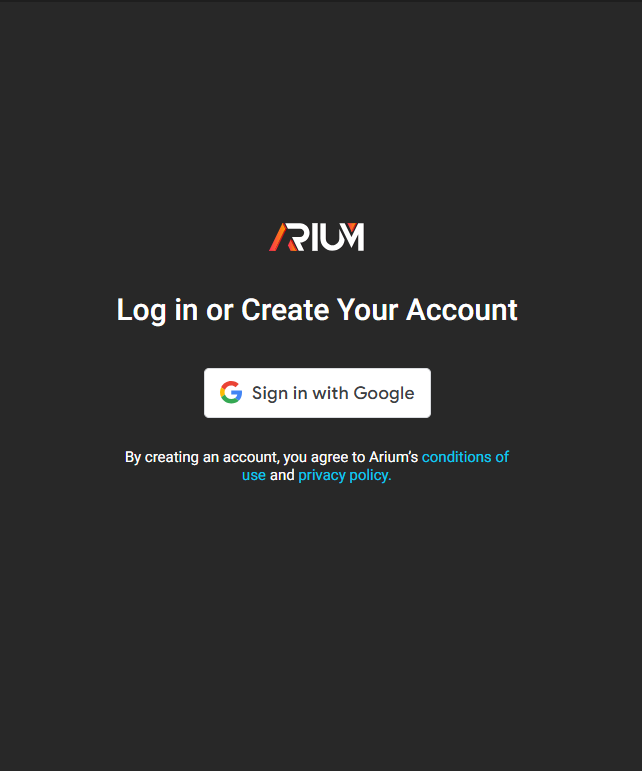 ARIUM
Log in or Create Your Account
Sign in with Google
By creating an account, you agree to Arium’s conditions of
use and privacy policy.